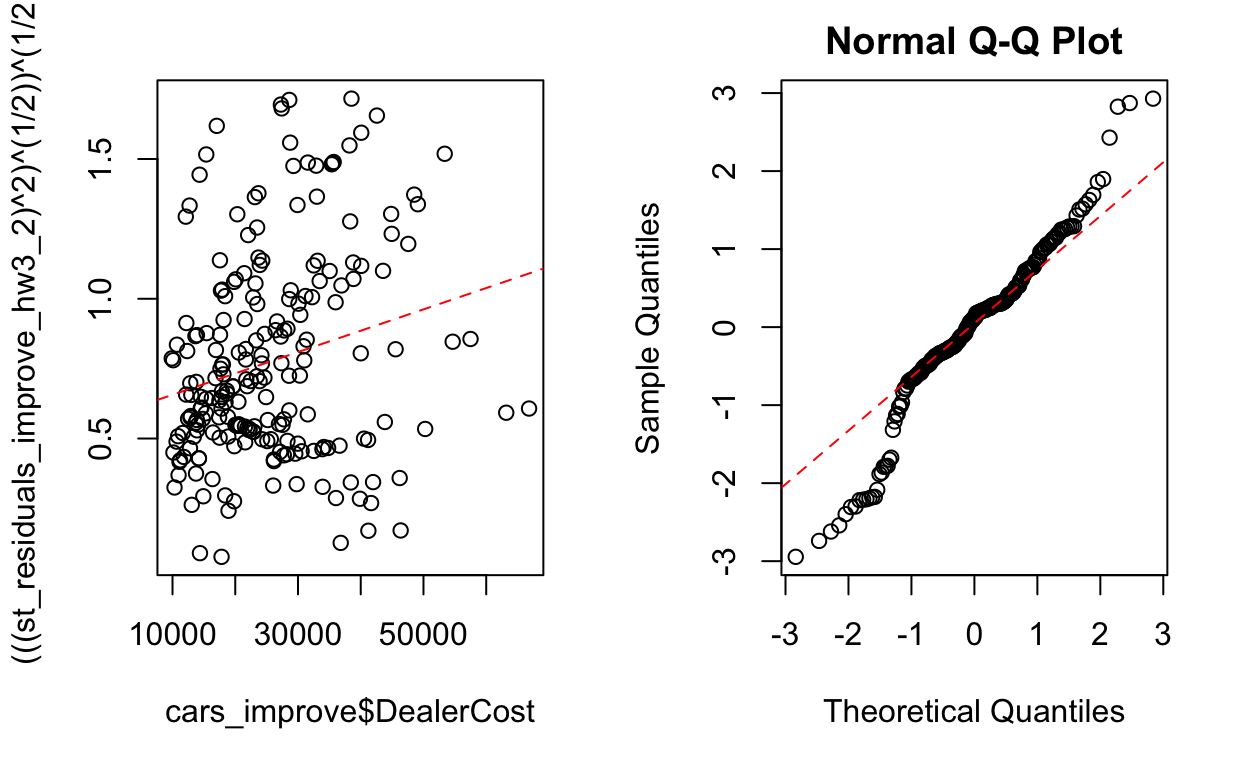 (((st_residuals_improve_hw3_2)^2)^(1/2))^(1/2
1.5
1.0
0.5
10000 30000 50000
cars_improve$DealerCost
Normal Q-Q Plot
Sample Quantiles
3
2
1
0
-1
-2
-3
-3 -2 -1 0 1 2 3
Theoretical Quantiles